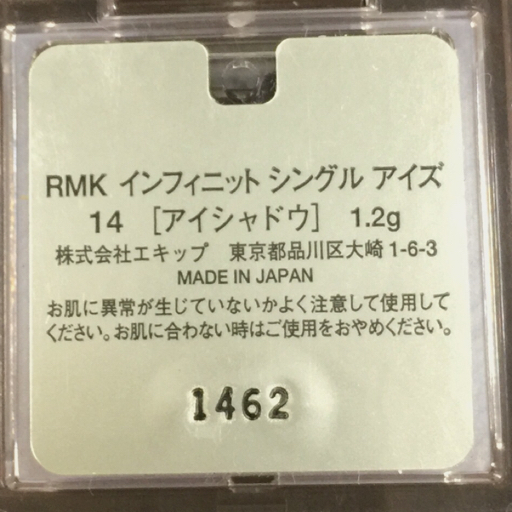 RMK インフィニット シングル アイズ
14 [アイシャドウ] 1.2g
株式会社エキップ 東京都品川区大崎1-6-3
MADE IN JAPAN
お肌に異常が生じていないかよく注意して使用して
ください。お肌に合わない時はご使用をおやめください。
1462